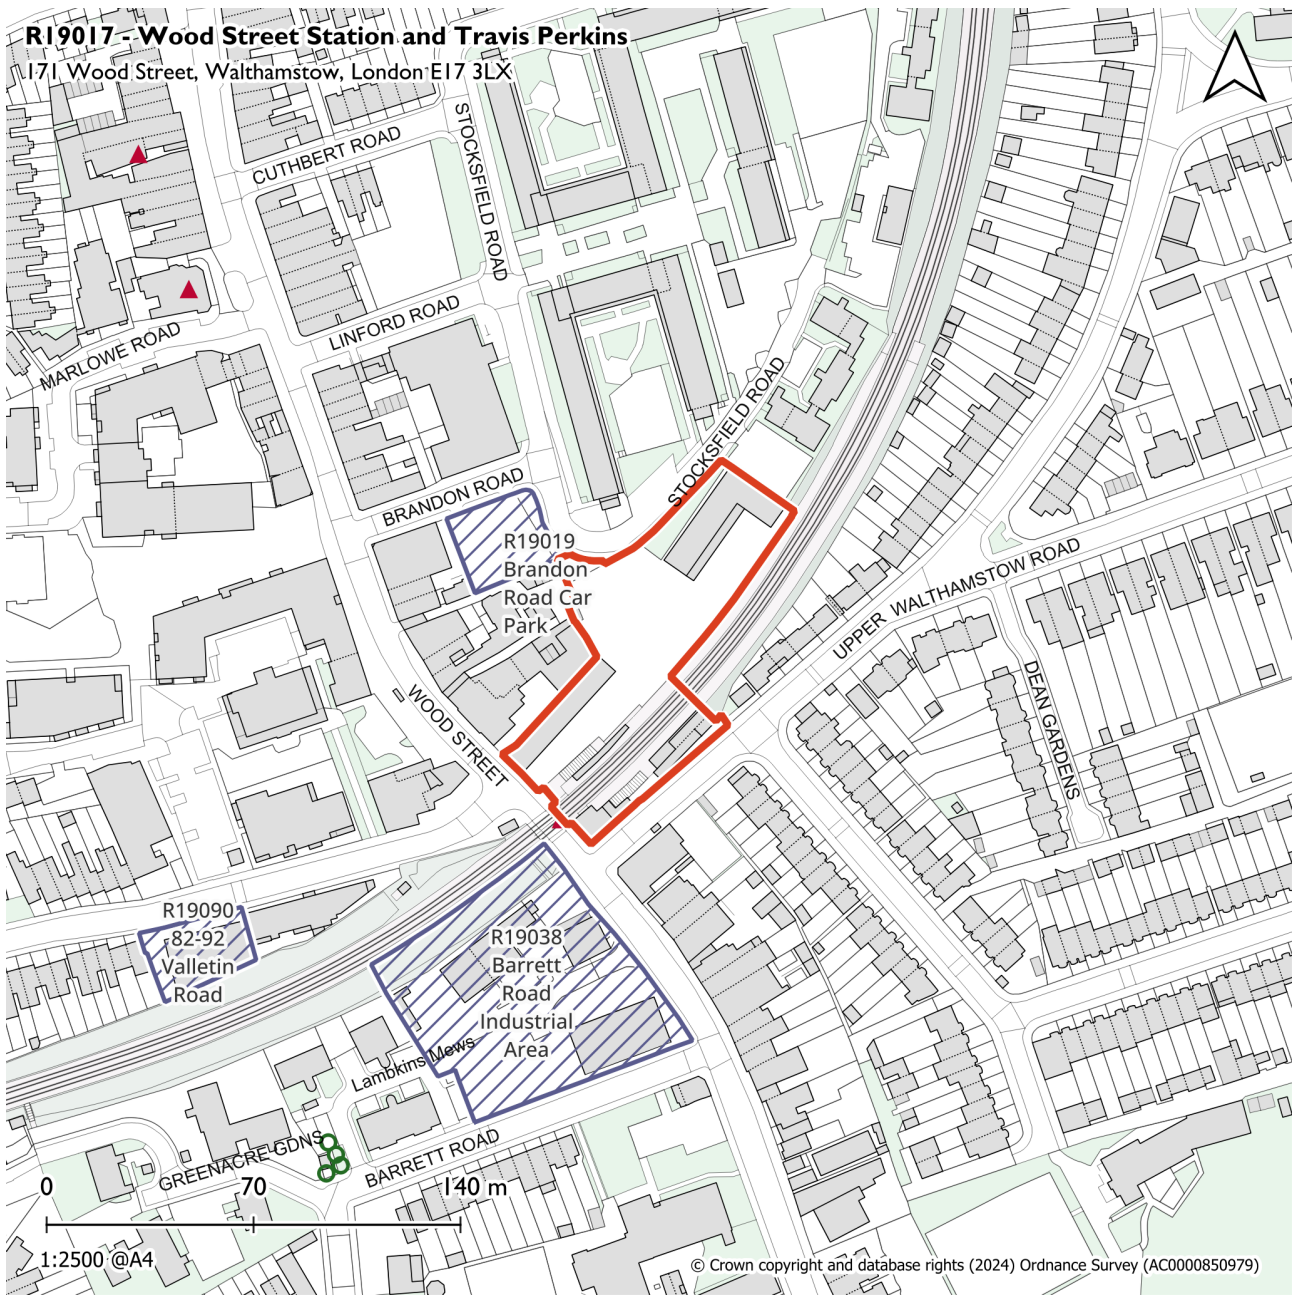 R19017 - Wood Street Station and Travis Perkins
171 Wood Street, Walthamstow, London E17 3LX
CUTHBERT ROAD
STOCKSFIELD ROAD
LINFORD ROAD
MARLOWE ROAD
STOCKSFIELD ROAD
BRANDON ROAD
R19019
Brandon
Road Car
Park
UPPER WALTHAMSTOW ROAD
DEAN GARDENS
WOOD STREET
R19090
82-92
Valletin
Road
R19038
Barrett
Road
Industrial
Area
Lambkins Mews
GREENACRE GDNS
BARRETT ROAD
0 70 140 m
1:2500 @A4
© Crown copyright and database rights (2024) Ordnance Survey (AC0000850979)